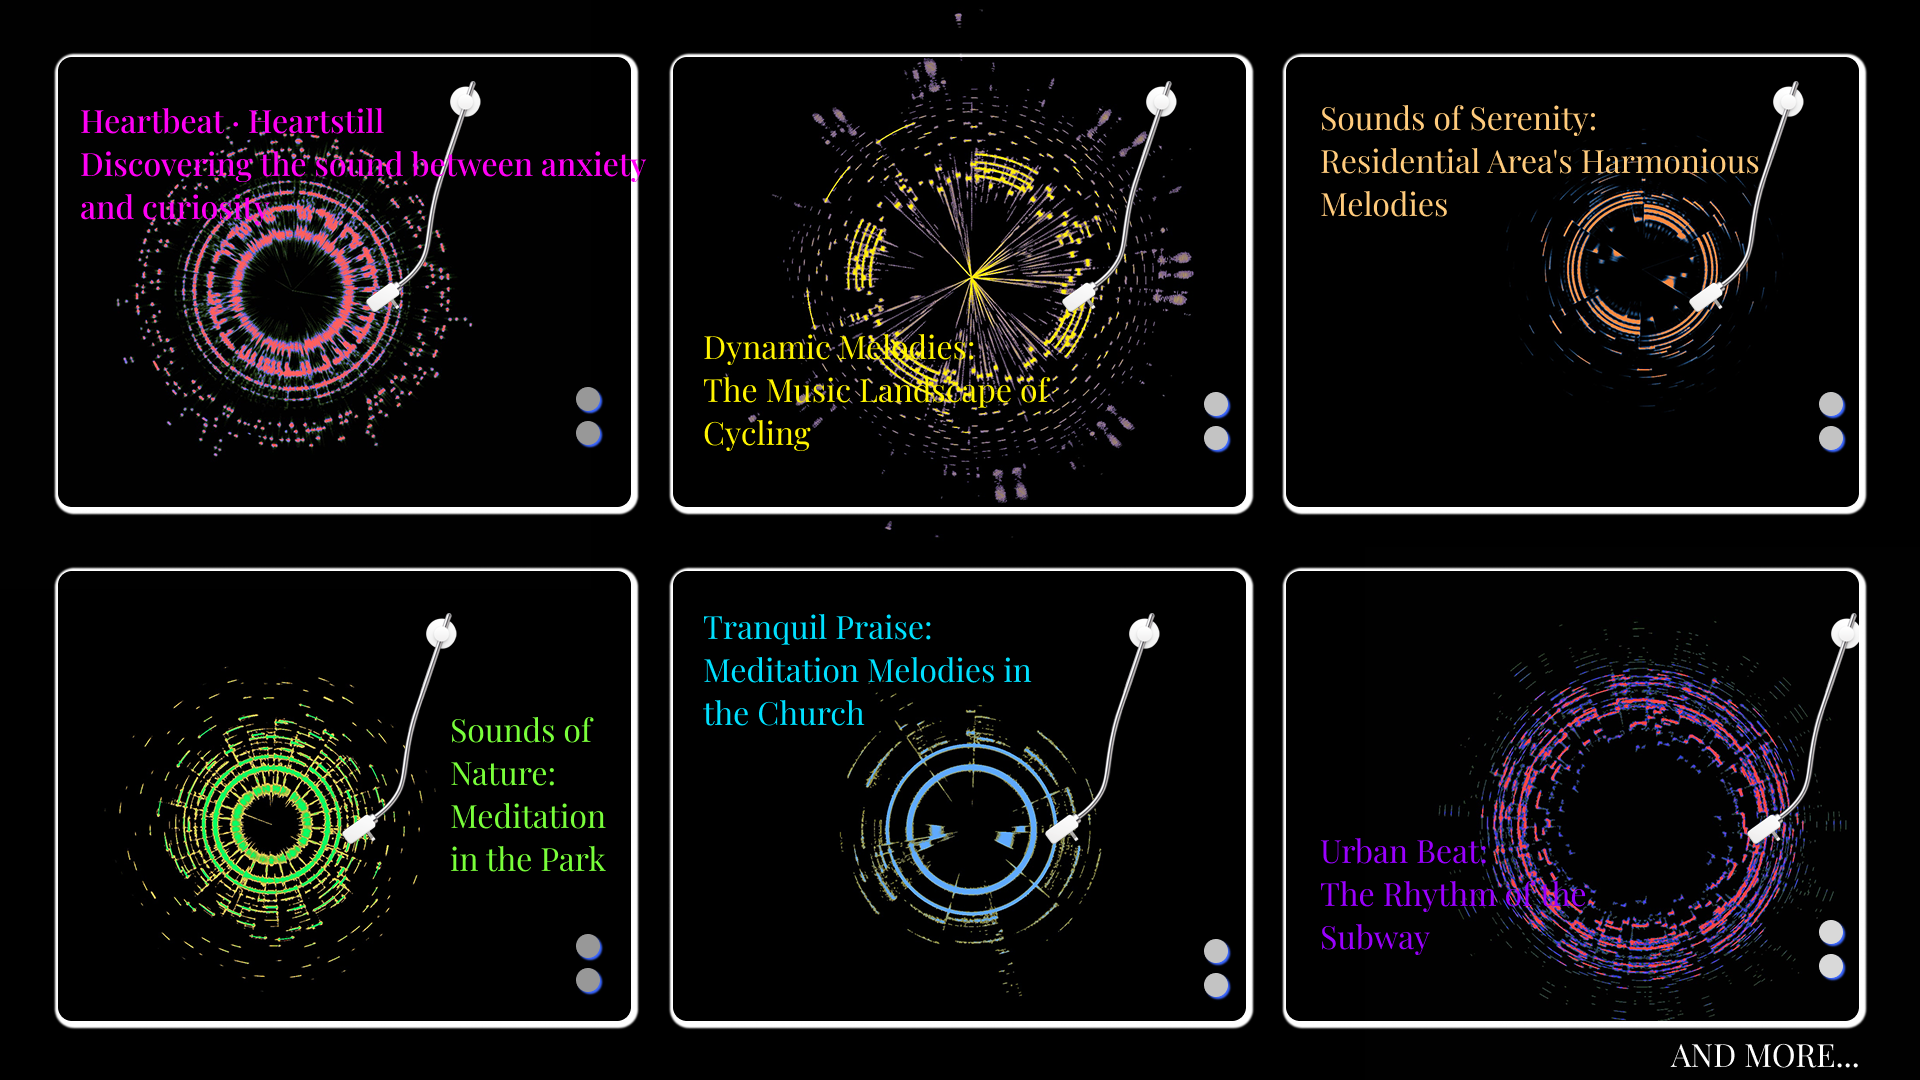 Heartbeat · Heartstill
Discovering the sound between anxiety
and curiosity
Dynamic Melodies:
The Music Landscape of
Cycling
Sounds of Serenity:
Residential Area's Harmonious
Melodies
Sounds of
Nature:
Meditation
in the Park
Tranquil Praise:
Meditation Melodies in
the Church
Urban Beat:
The Rhythm of the
Subway
AND MORE...